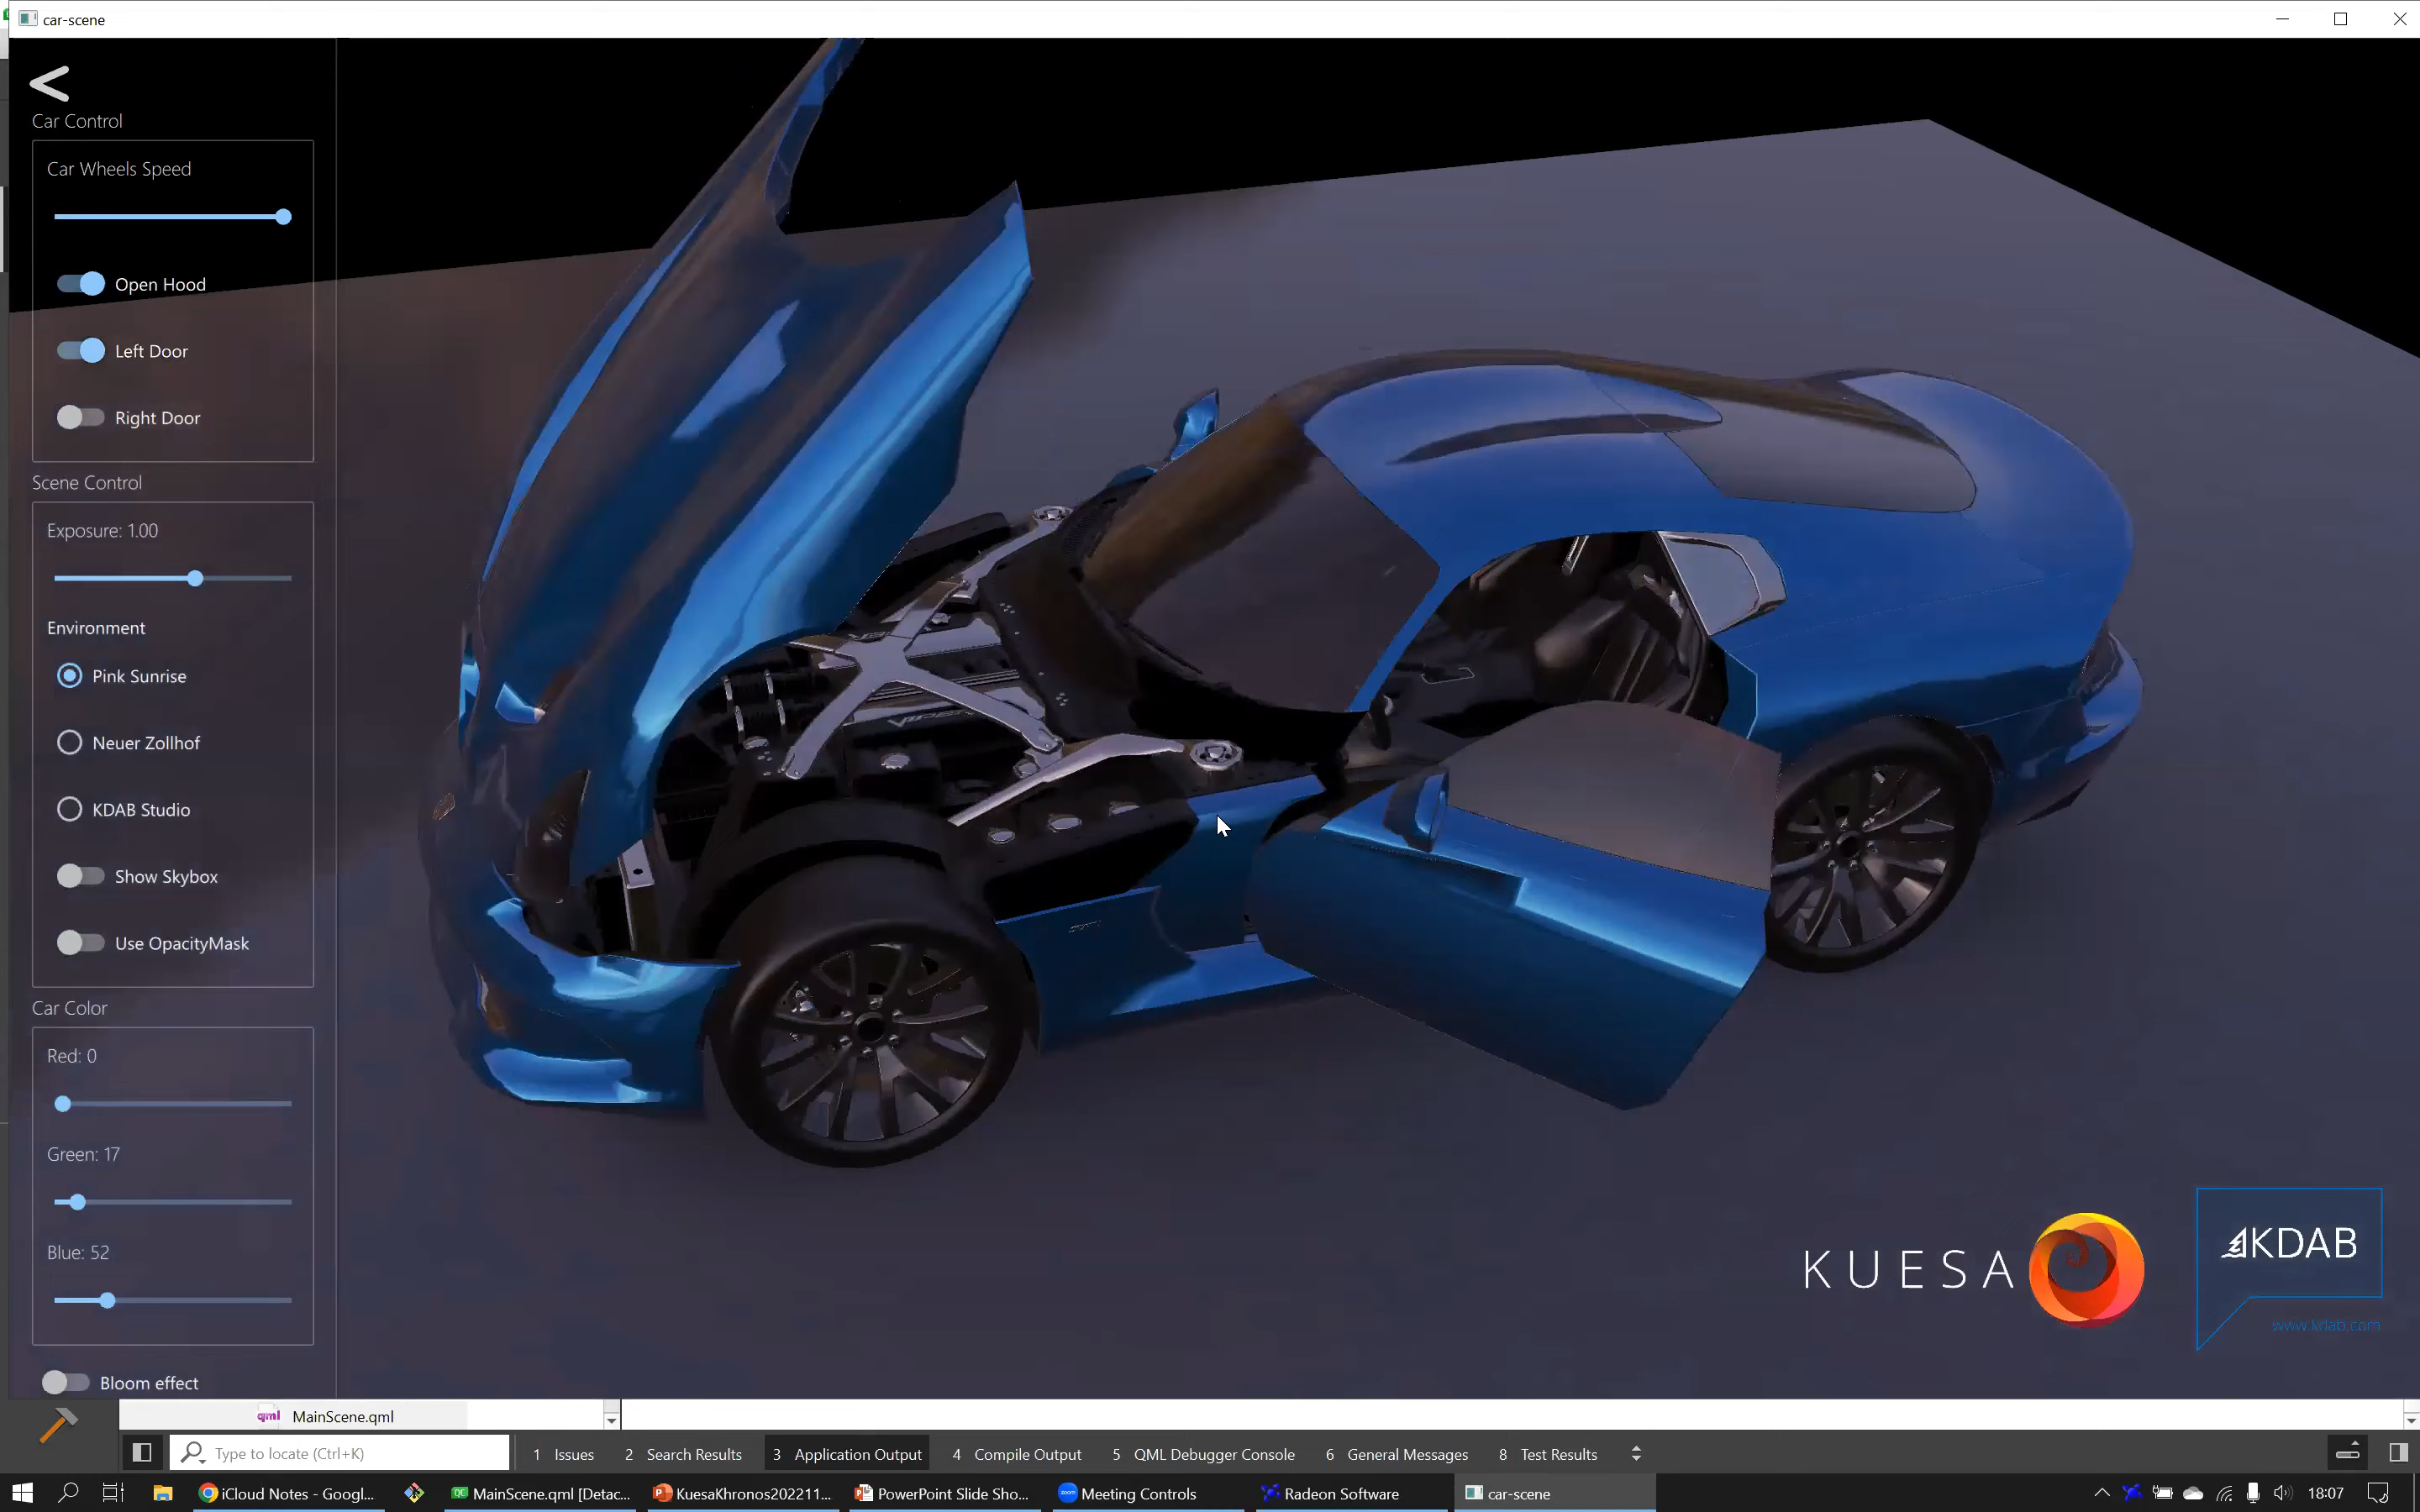 car-scene
<
Car Control
Car Wheels Speed
Open Hood
Left Door
Right Door
Scene Control
Exposure: 1.00
Environment
Pink Sunrise
Neuer Zollhof
KDAB Studio
Show Skybox
Use OpacityMask
Car Color
Red: 0
Green: 17
Blue: 52
Bloom effect
VIPER
KUESA
KDAB
www.kdab.com
qml MainScene.qml
Type to locate (Ctrl+K)
1 Issues 2 Search Results 3 Application Output 4 Compile Output 5 QML Debugger Console 6 General Messages 8 Test Results
iCloud Notes - Googl... QC MainScene.qml [Detac... KuesaKhronos202211... PowerPoint Slide Sho... zoom Meeting Controls Radeon Software car-scene 18:07